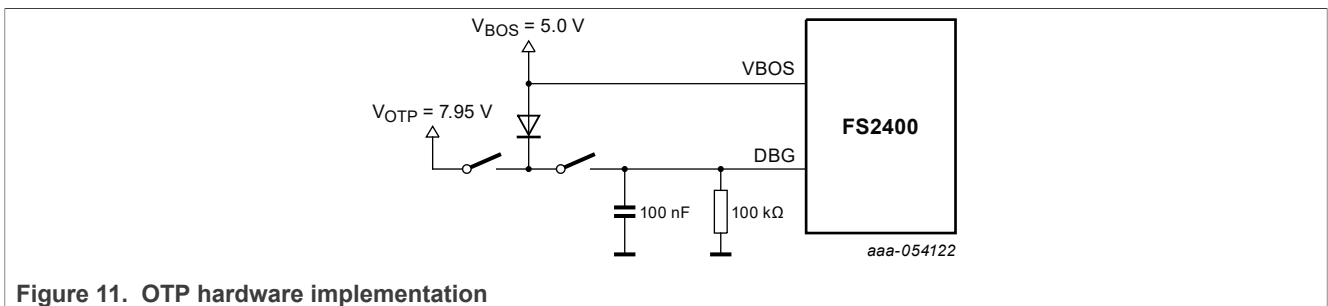 VBOS = 5.0 V
VBOS
VOTP = 7.95 V
FS2400
DBG
100 nF
100 kΩ
aaa-054122
Figure 11. OTP hardware implementation